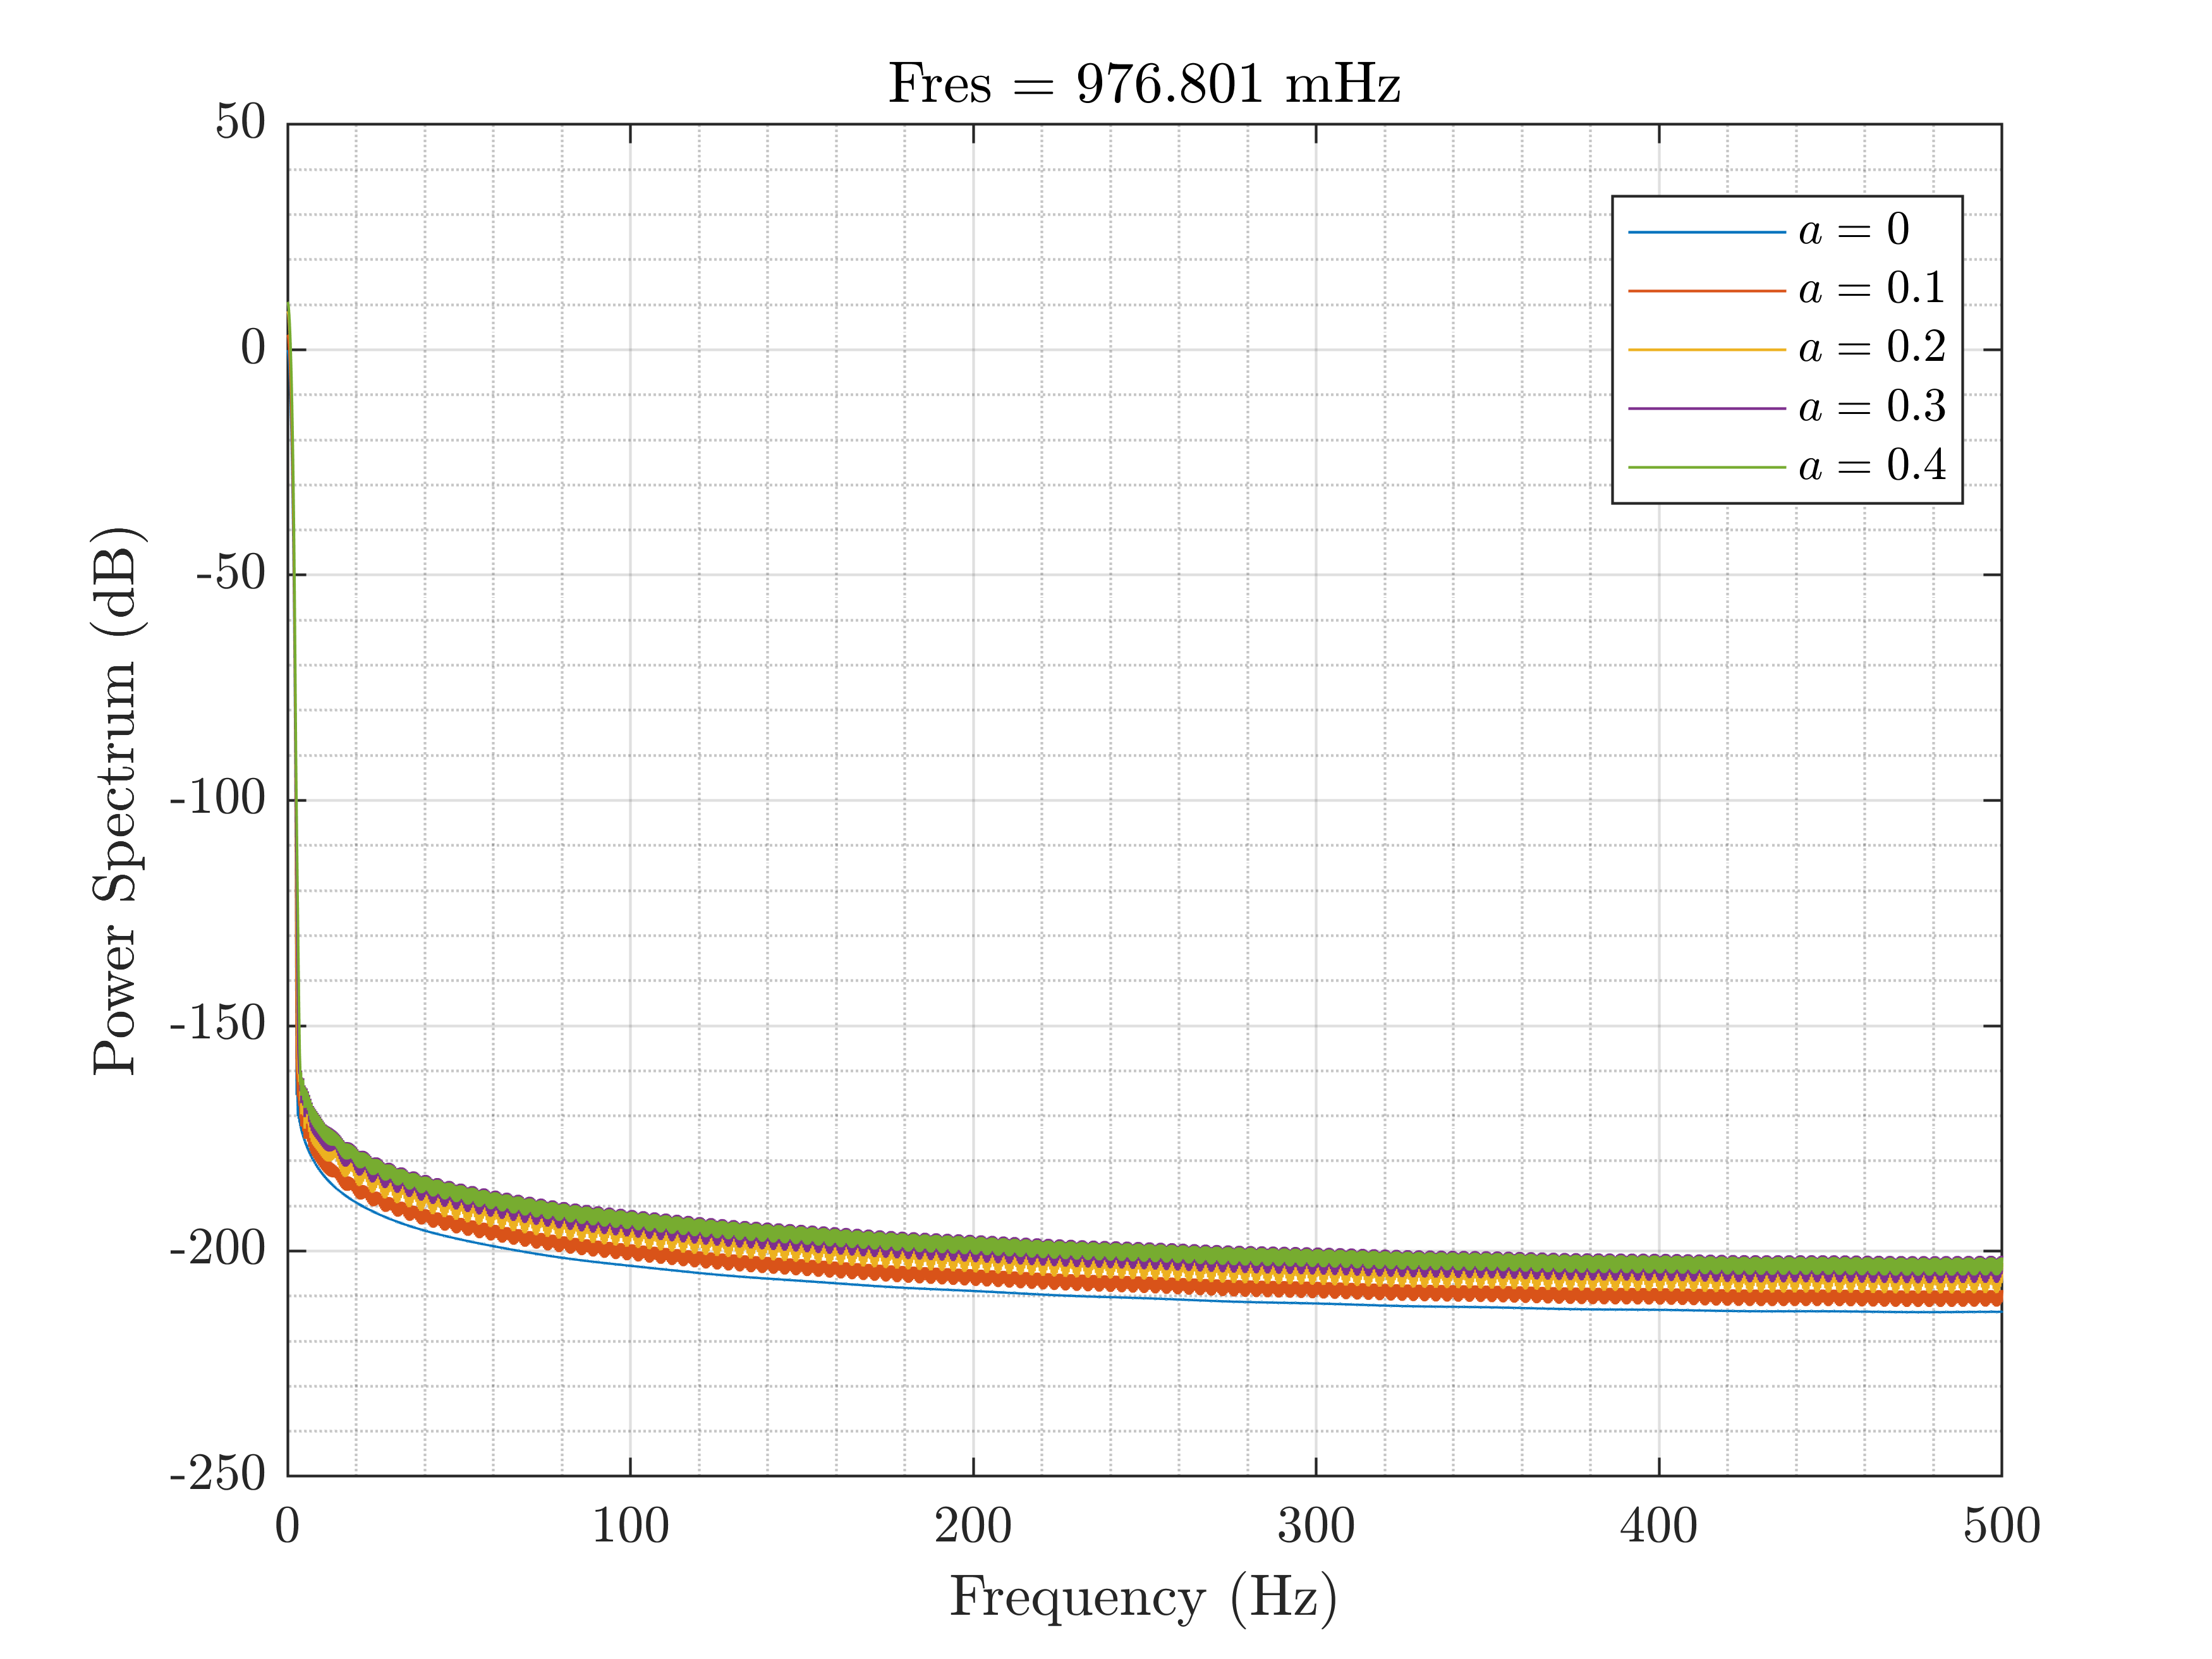 Fres = 976.801 mHz
50
0
-50
-100
-150
-200
-250
Power Spectrum (dB)
a = 0
a = 0.1
a = 0.2
a = 0.3
a = 0.4
0 100 200 300 400 500
Frequency (Hz)